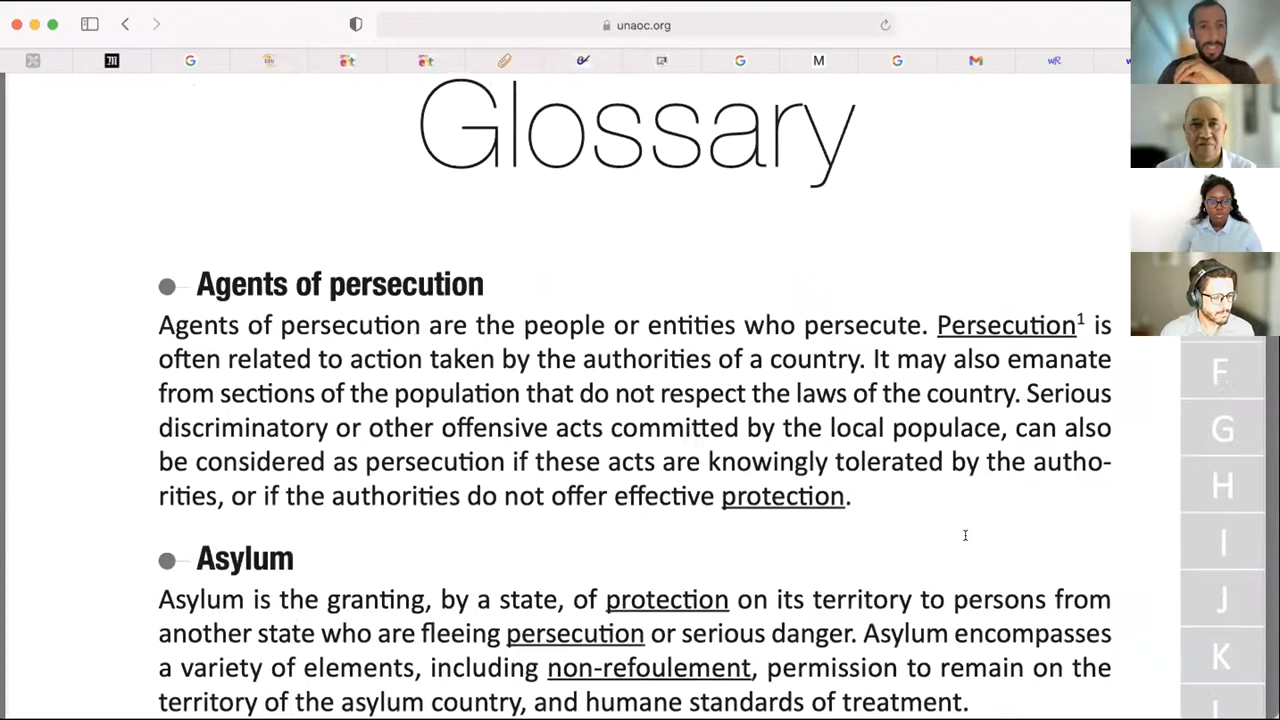 unaoc.org
M
Glossary
Agents of persecution
Agents of persecution are the people or entities who persecute. Persecution1 is
often related to action taken by the authorities of a country. It may also emanate
from sections of the population that do not respect the laws of the country. Serious
discriminatory or other offensive acts committed by the local populace, can also
be considered as persecution if these acts are knowingly tolerated by the autho-
rities, or if the authorities do not offer effective protection.
Asylum
Asylum is the granting, by a state, of protection on its territory to persons from
another state who are fleeing persecution or serious danger. Asylum encompasses
a variety of elements, including non-refoulement, permission to remain on the
territory of the asylum country, and humane standards of treatment.
F
G
H
I
J
K